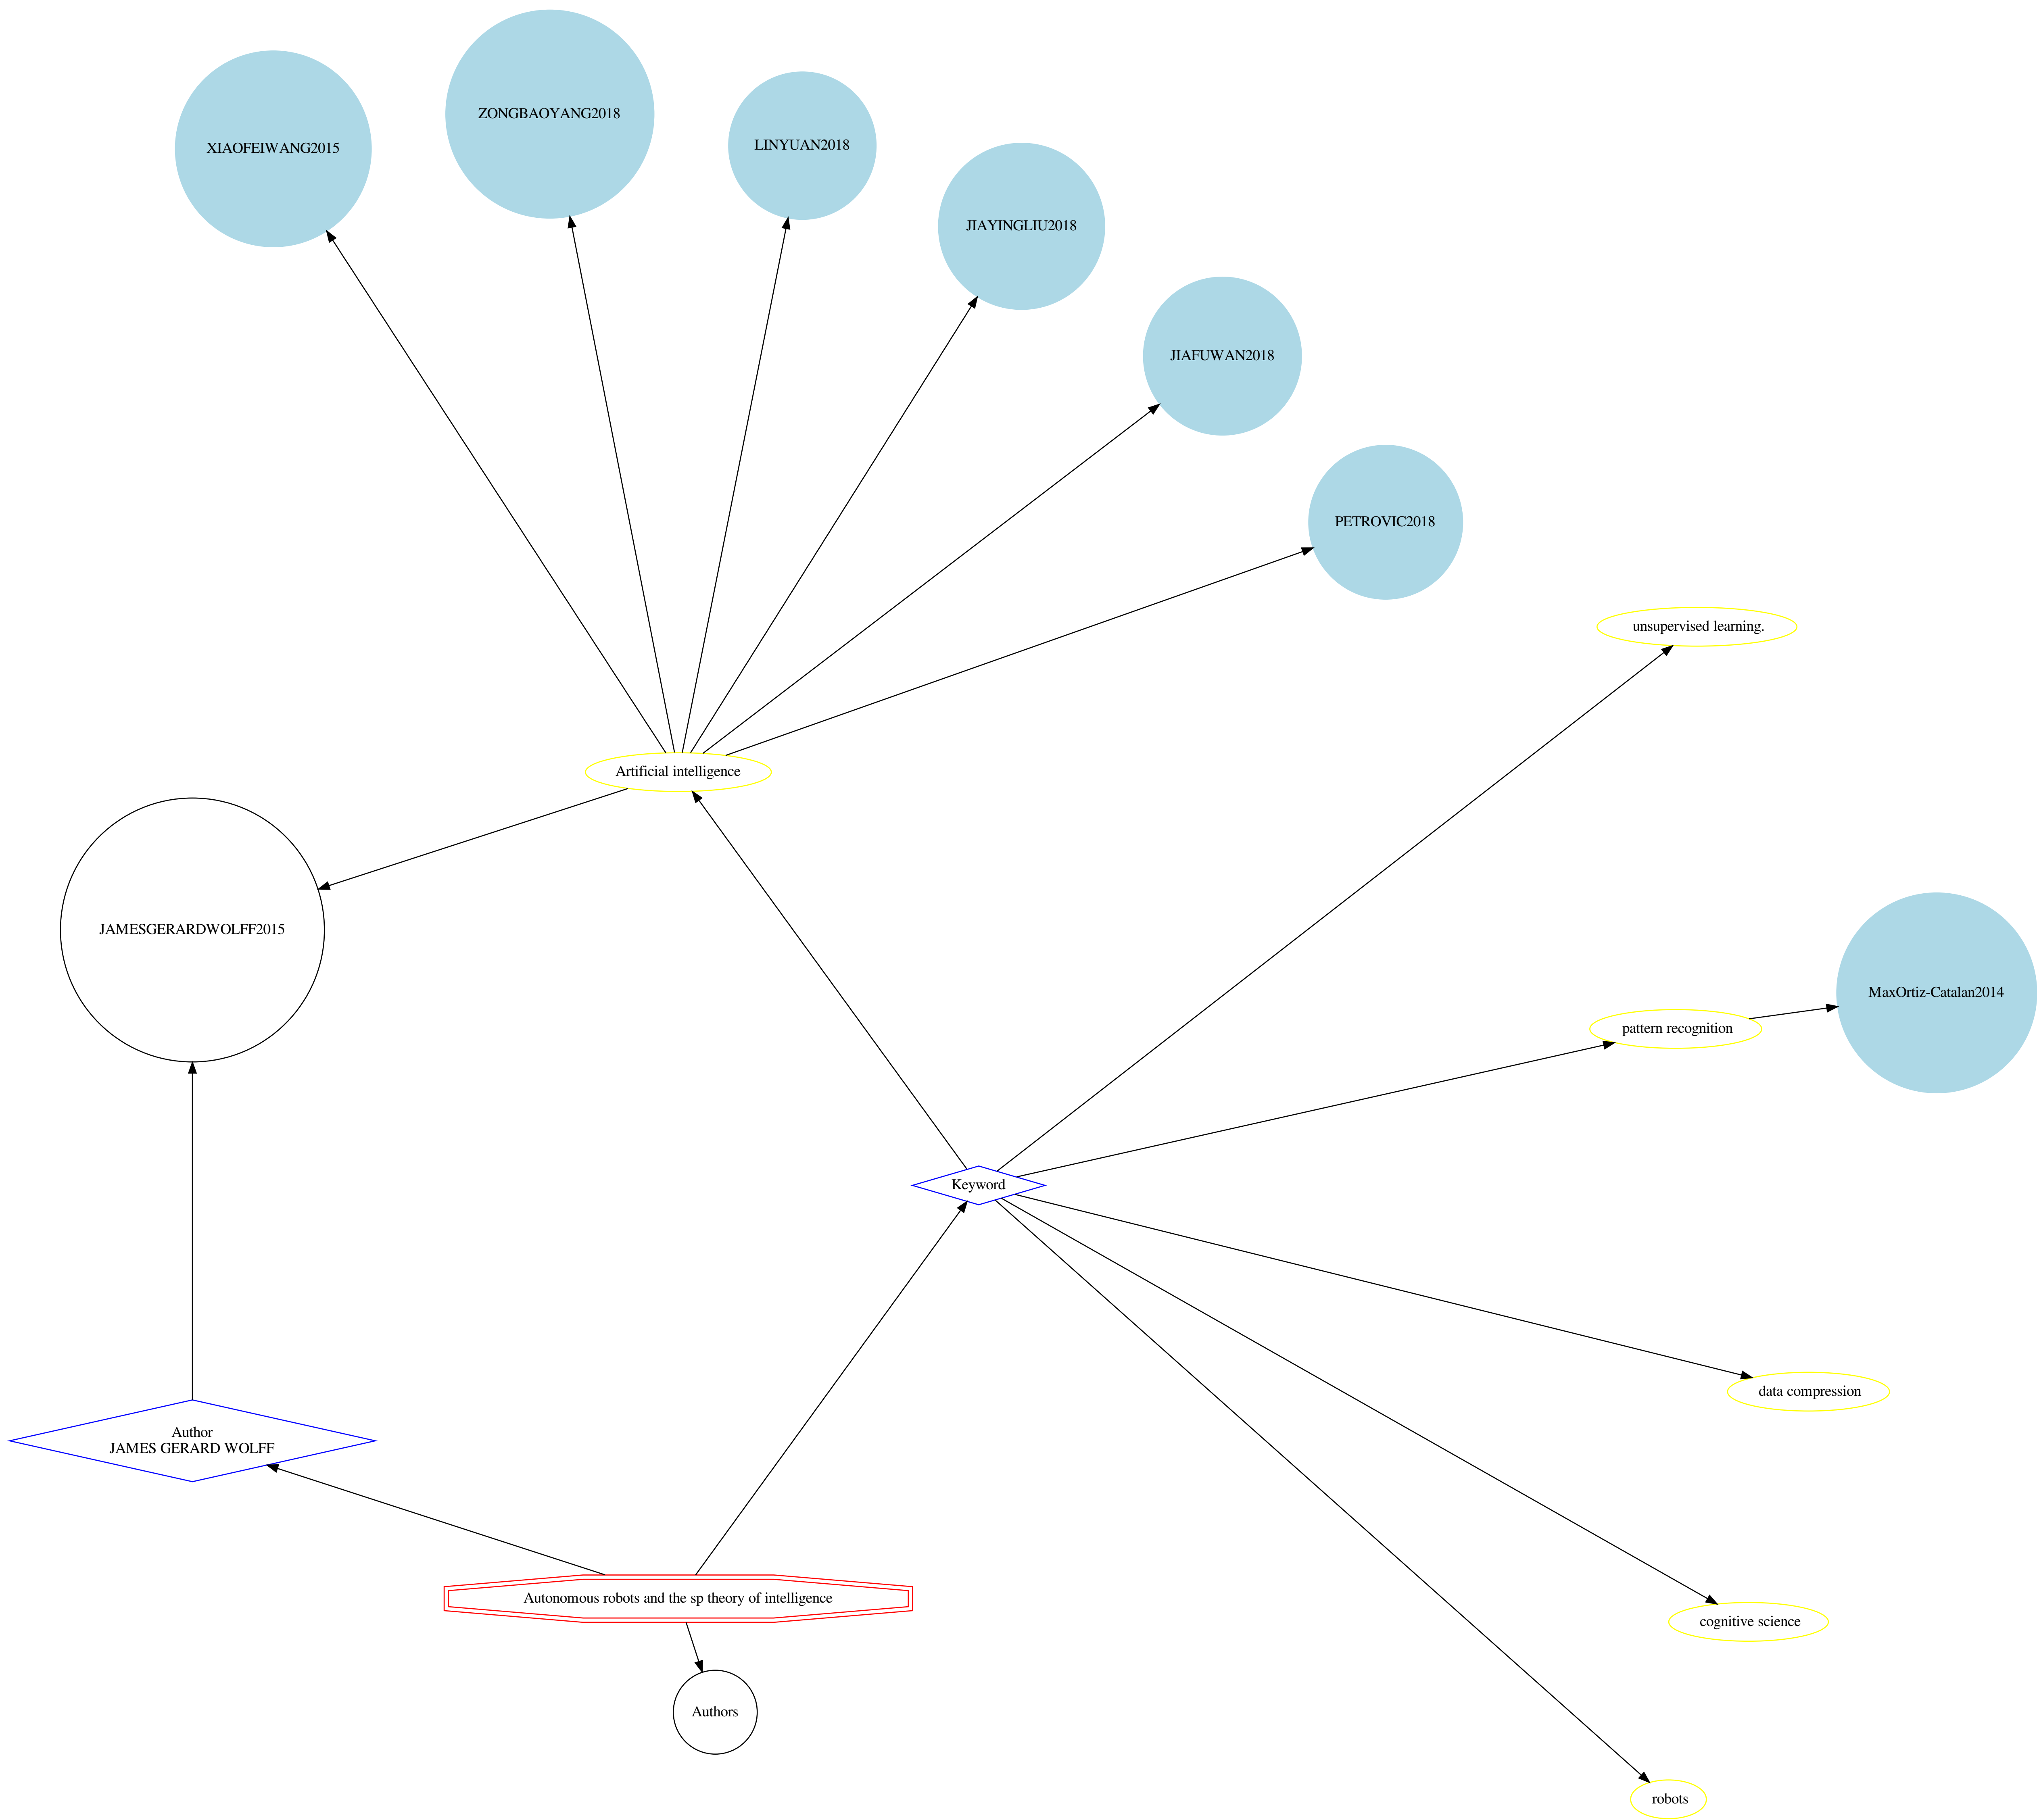 ZONGBAOYANG2018
XIAOFEIWANG2015
LINYUAN2018
JIAYINGLIU2018
JIAFUWAN2018
PETROVIC2018
unsupervised learning.
Artificial intelligence
JAMESGERARDWOLFF2015
MaxOrtiz-Catalan2014
pattern recognition
Keyword
data compression
Author
JAMES GERARD WOLFF
Autonomous robots and the sp theory of intelligence
cognitive science
Authors
robots